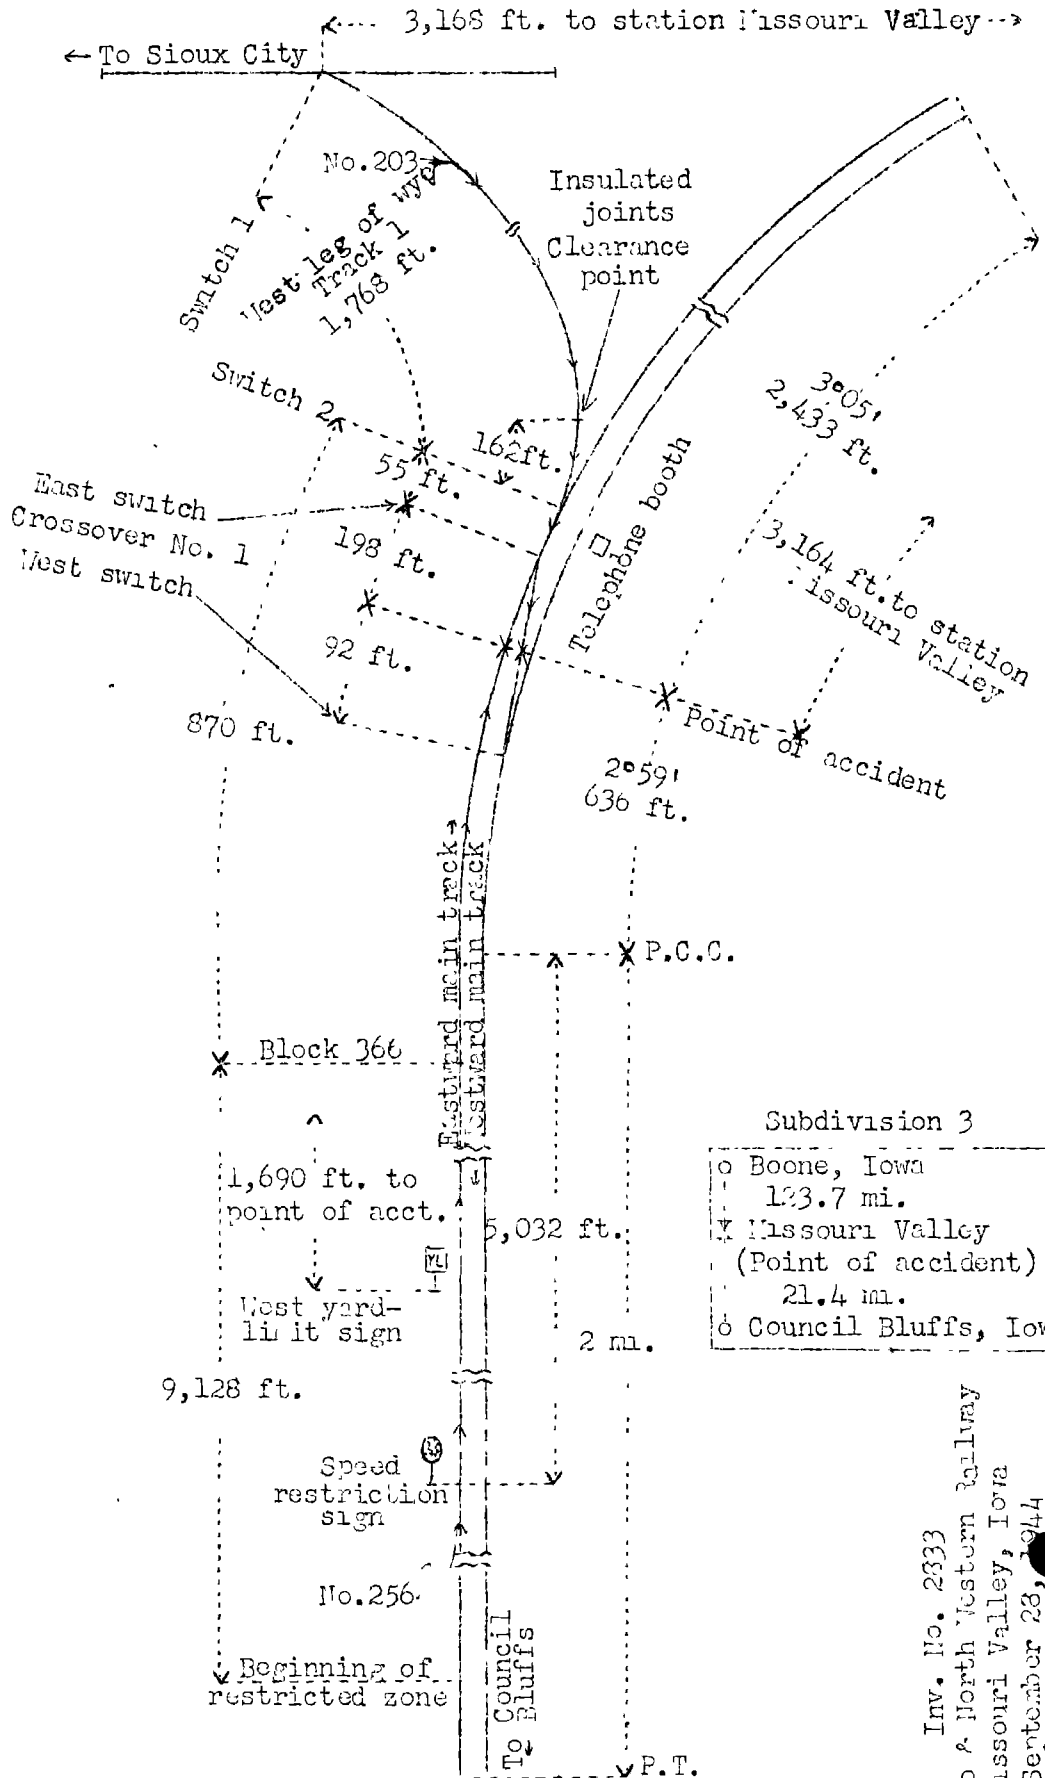 3,168 ft. to station Missouri Valley
← To Sioux City
No.203
Insulated
joints
Clearance
point
Switch 1
West leg of wye
Track 1
1,768 ft.
Switch 2
162ft.
55 ft.
3°05'
2,433 ft.
East switch
Crossover No. 1
West switch
198 ft.
Telephone booth
3,164 ft. to station
Missouri Valley
92 ft.
870 ft.
Point of accident
2°59'
636 ft.
Eastward main track→
Westward main track
P.C.C.
Block 366
Subdivision 3
Boone, Iowa
123.7 mi.
Missouri Valley
(Point of accident)
21.4 mi.
Council Bluffs, Iow
1,690 ft. to
point of acct.
5,032 ft.
YL
West yard-
limit sign
2 mi.
9,128 ft.
Speed
restriction
sign
No.256
Beginning of
restricted zone
To Council
Bluffs
P.T.
Inv. No. 2833
o & North Western Railway
issouri Valley, Iowa
September 28, 1944